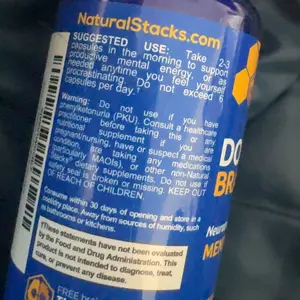 NaturalStacks.com
SUGGESTED USE: Take 2-3
capsules in the morning to support
productive mental energy, or as
needed anytime you feel yourself
procrastinating. Do not exceed 6
capsules per day.
Warning: Do not use if you have
phenylketonuria (PKU). Consult a healthcare
practitioner before taking this or any
nutritional supplement if you are
pregnant/nursing, have or suspect a medical
condition, are taking any medications
(particularly MAOIs), or other non-Natural
Stacks' dietary supplements. Do not use if
safety seal is broken or missing. KEEP OUT
OF REACH OF CHILDREN.
Consume within 30 days of opening and store in a
cool/dry place. Away from sources of humidity, such
as bathrooms or kitchens.
†These statements have not been evaluated
by the Food and Drug Administration. This
product is not intended to diagnose, treat,
cure, or prevent any disease.
FREE
DO
BR
Neur
ME